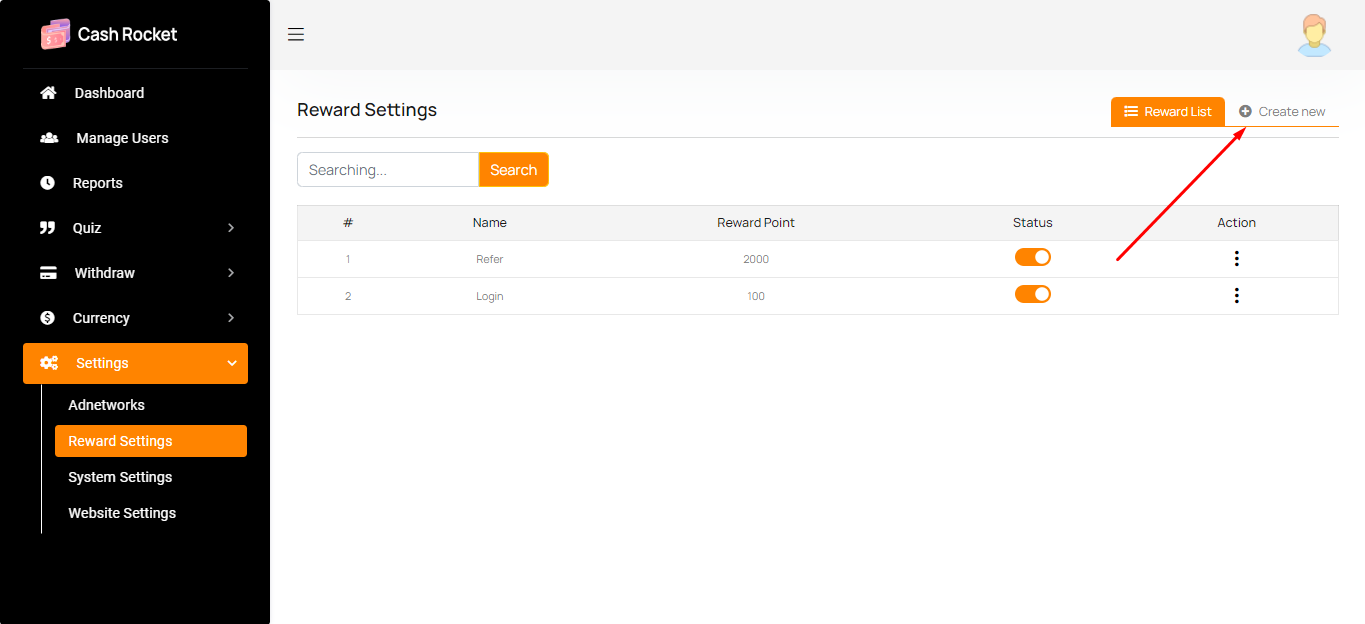 Cash Rocket
Dashboard
Manage Users
Reports
Quiz
Withdraw
Currency
Settings
Adnetworks
Reward Settings
System Settings
Website Settings
Reward Settings
Reward List
Create new
Searching...
Search
# Name Reward Point Status Action
1 Refer 2000
2 Login 100